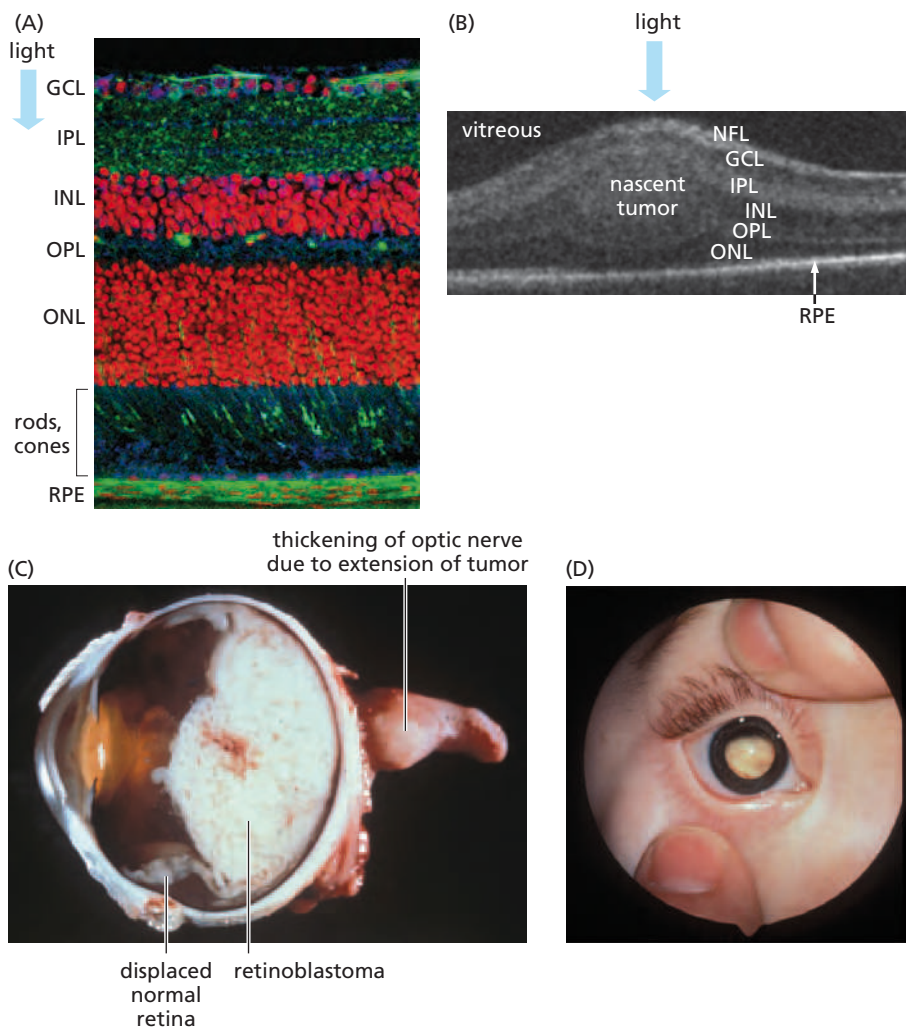 (A)
light
GCL
IPL
INL
OPL
ONL
rods,
cones
RPE
(B)
light
vitreous
NFL
GCL
nascent
tumor
IPL
INL
OPL
ONL
RPE
(C)
thickening of optic nerve
due to extension of tumor
displaced
normal
retina
retinoblastoma
(D)